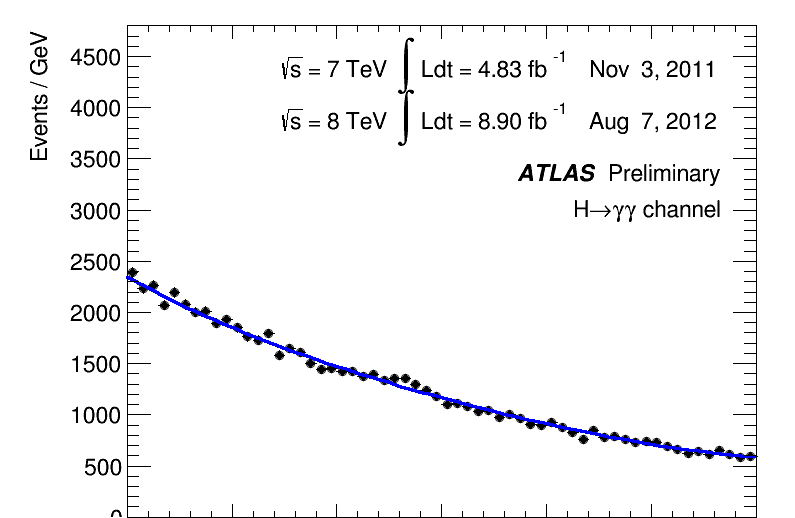 Events / GeV
4500
4000
3500
3000
2500
2000
1500
1000
500
0
√s = 7 TeV ∫ Ldt = 4.83 fb -1 Nov 3, 2011
√s = 8 TeV ∫ Ldt = 8.90 fb -1 Aug 7, 2012
ATLAS Preliminary
H→γγ channel